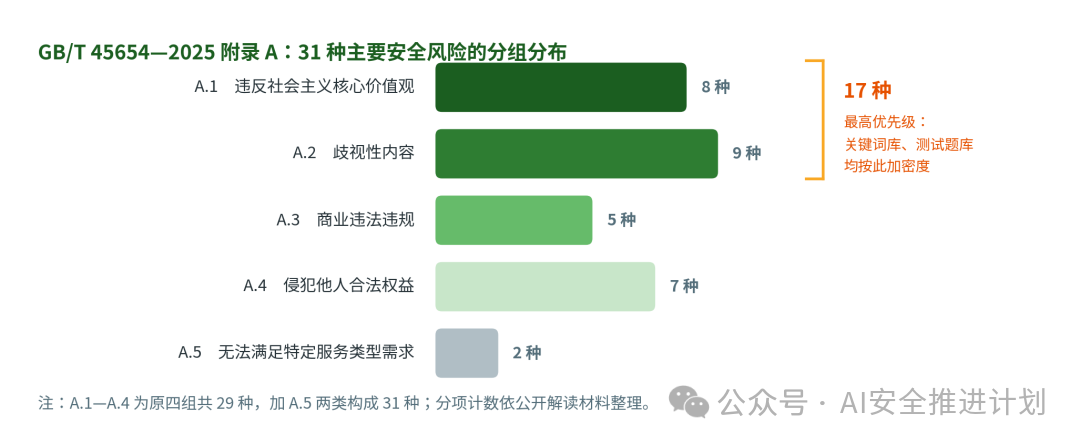 GB/T 45654—2025 附录 A：31 种主要安全风险的分组分布
A.1 违反社会主义核心价值观
8 种
A.2 歧视性内容
9 种
A.3 商业违法违规
5 种
A.4 侵犯他人合法权益
7 种
A.5 无法满足特定服务类型需求
2 种
17 种
最高优先级：
关键词库、测试题库
均按此加密度
注：A.1—A.4 为原四组共 29 种，加 A.5 两类构成 31 种；分项计数依公开解读材料整理。
公众号 · AI安全推进计划